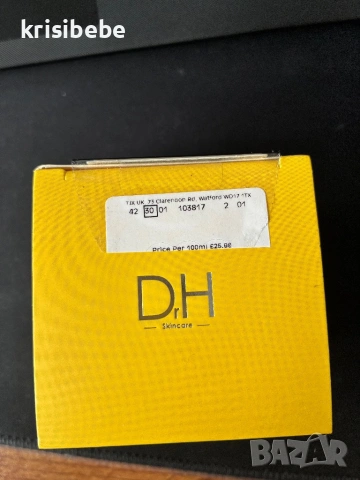 krisibebe
TJX UK, 73 Clarendon Rd, Watford WD17 1TX
42 30 01 103817 2 01
Price Per 100ml £25.98
DrH
Skincare
BAZAR